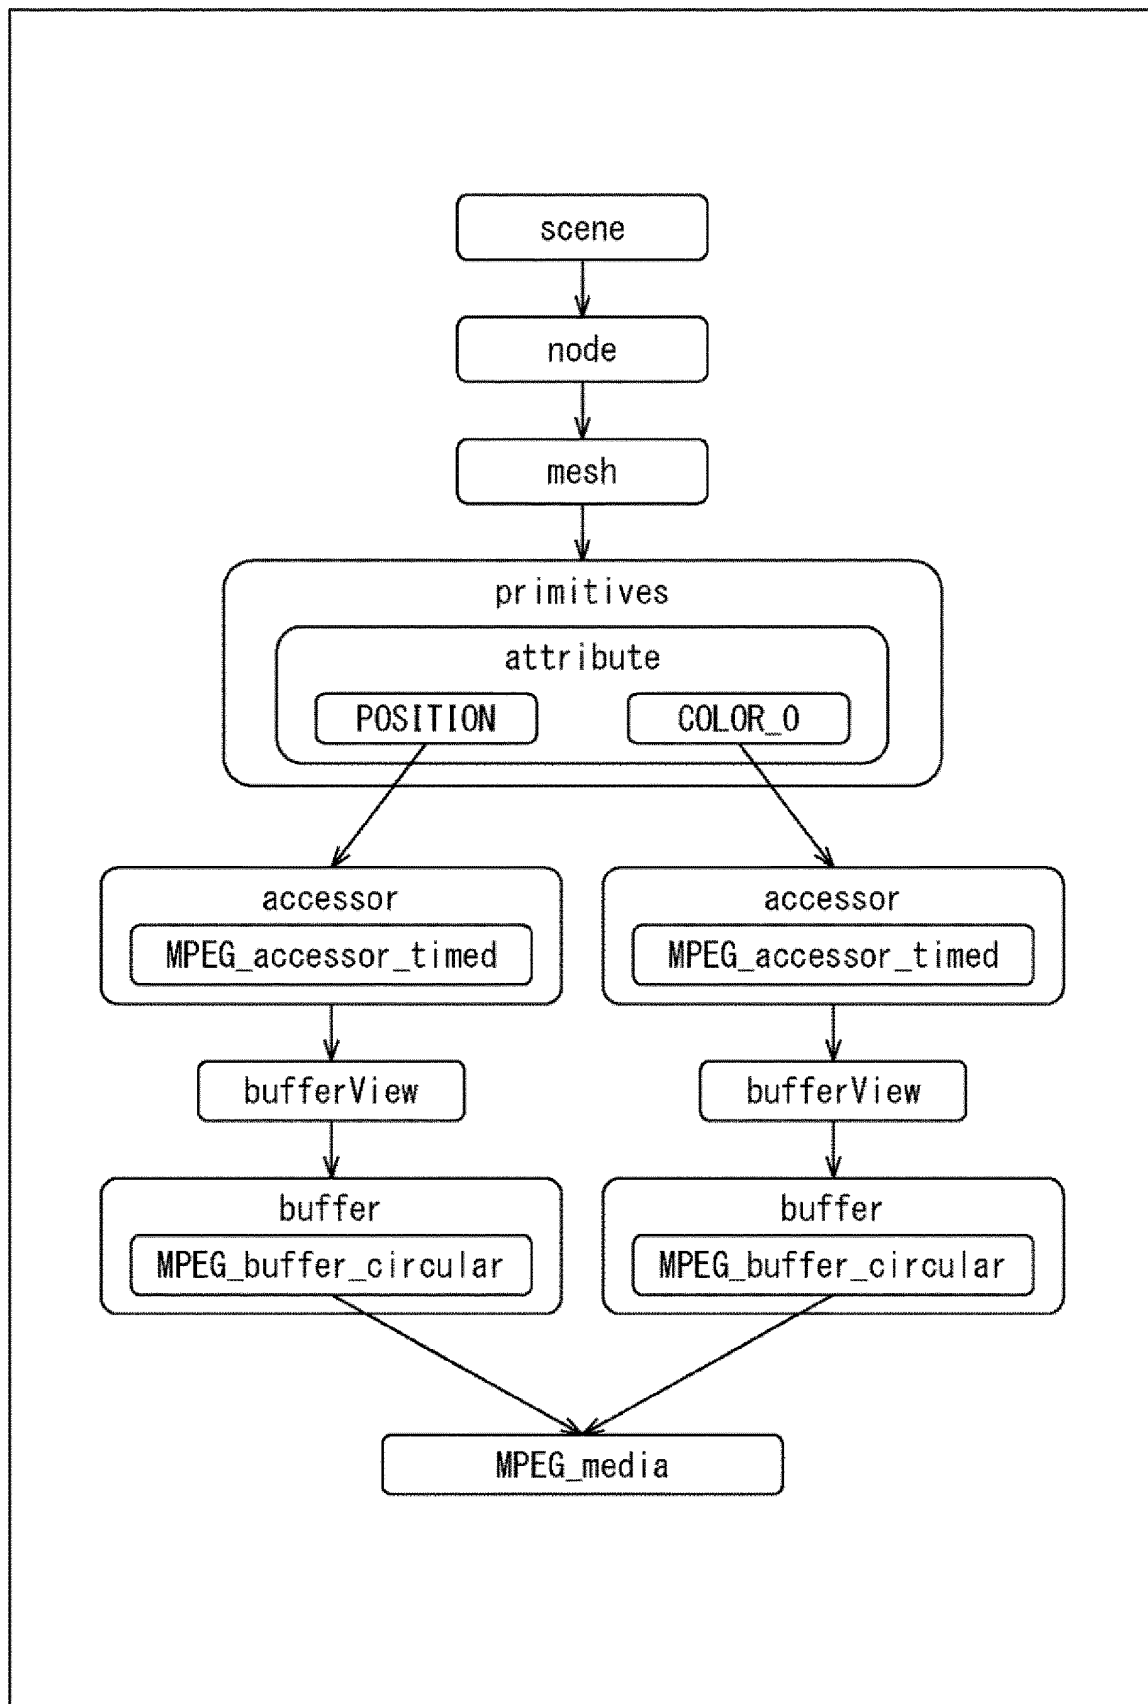 scene
node
mesh
primitives
attribute
POSITION COLOR_0
accessor accessor
MPEG_accessor_timed MPEG_accessor_timed
bufferView bufferView
buffer buffer
MPEG_buffer_circular MPEG_buffer_circular
MPEG_media